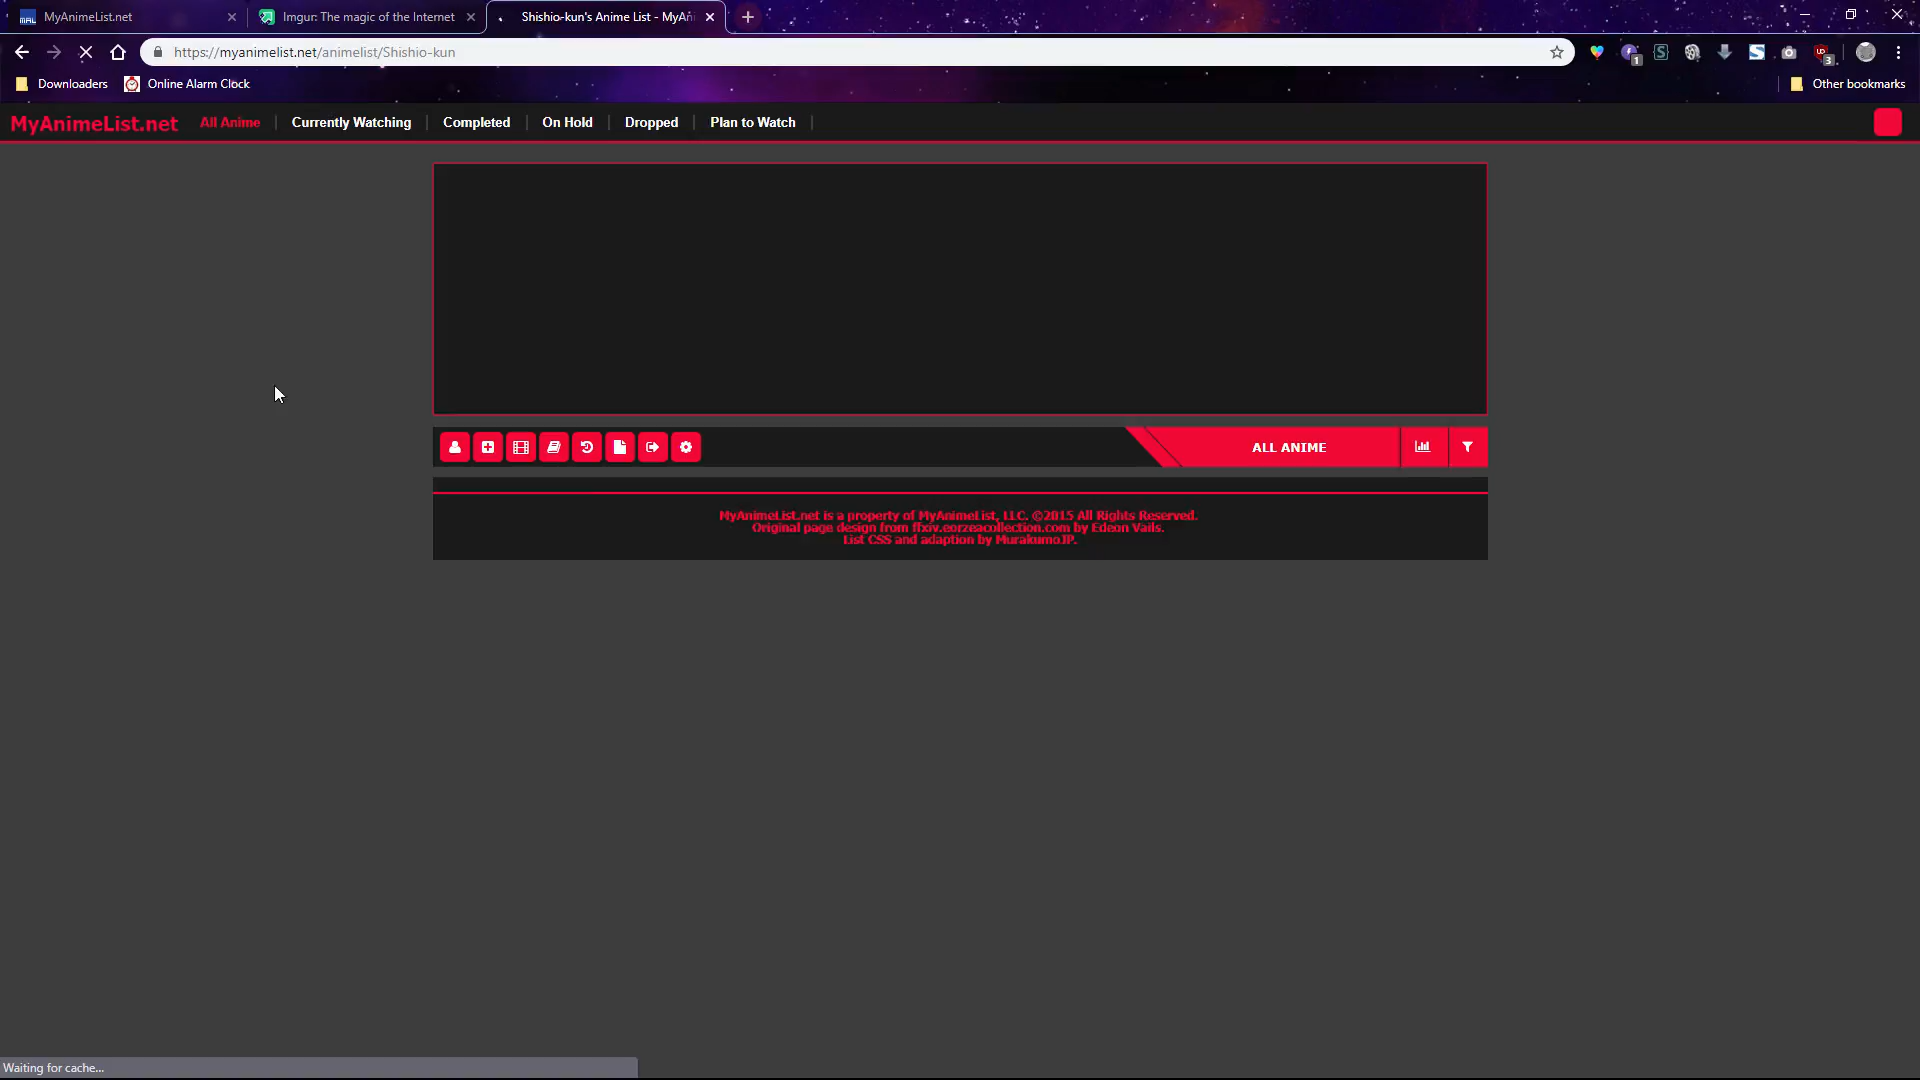 MyAnimeList.net
Imgur: The magic of the Internet
Shishio-kun's Anime List - MyAni
https://myanimelist.net/animelist/Shishio-kun
1
3
Downloaders
Online Alarm Clock
Other bookmarks
MyAnimeList.net
All Anime
Currently Watching
Completed
On Hold
Dropped
Plan to Watch
ALL ANIME
MyAnimeList.net is a property of MyAnimeList, LLC. ©2015 All Rights Reserved.
Original page design from ffxiv.eorzeacollection.com by Edeon Vails.
List CSS and adaption by MurakumoJP.
Waiting for cache...